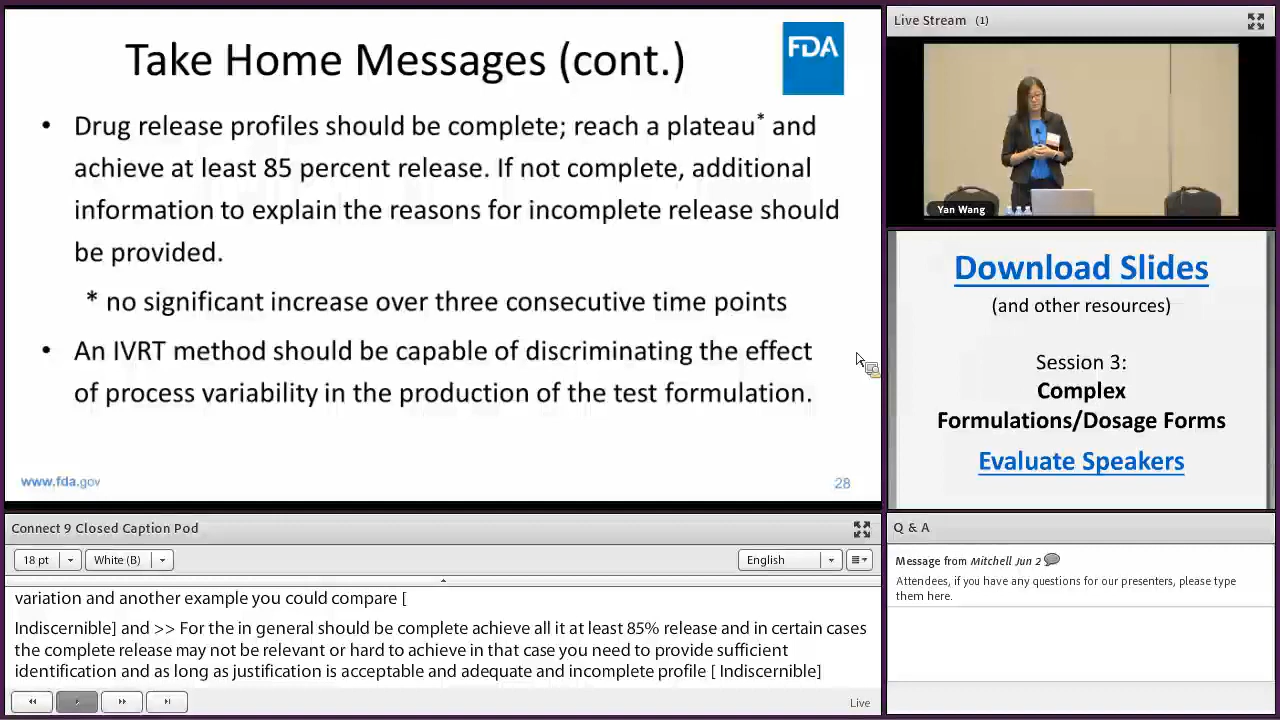 Take Home Messages (cont.)
FDA
• Drug release profiles should be complete; reach a plateau* and
achieve at least 85 percent release. If not complete, additional
information to explain the reasons for incomplete release should
be provided.
* no significant increase over three consecutive time points
• An IVRT method should be capable of discriminating the effect
of process variability in the production of the test formulation.
www.fda.gov
28
Live Stream (1)
Yan Wang
Download Slides
(and other resources)
Session 3:
Complex
Formulations/Dosage Forms
Evaluate Speakers
Connect 9 Closed Caption Pod
18 pt
White (B)
English
variation and another example you could compare [
Indiscernible] and >> For the in general should be complete achieve all it at least 85% release and in certain cases
the complete release may not be relevant or hard to achieve in that case you need to provide sufficient
identification and as long as justification is acceptable and adequate and incomplete profile [ Indiscernible]
Live
Q & A
Message from Mitchell Jun 2
Attendees, if you have any questions for our presenters, please type
them here.